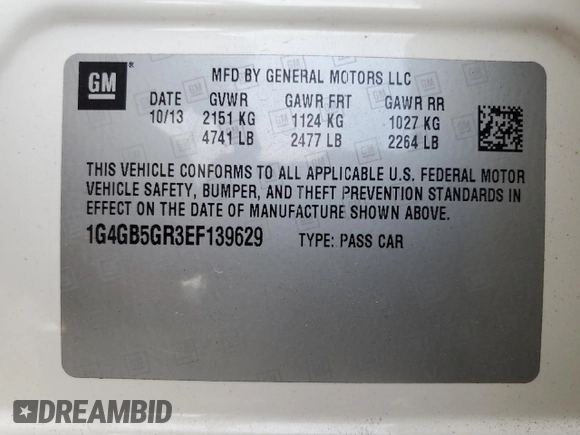 GM ® MFD BY GENERAL MOTORS LLC
DATE GVWR GAWR FRT GAWR RR
10/13 2151 KG 1124 KG 1027 KG
4741 LB 2477 LB 2264 LB
THIS VEHICLE CONFORMS TO ALL APPLICABLE U.S. FEDERAL MOTOR
VEHICLE SAFETY, BUMPER, AND THEFT PREVENTION STANDARDS IN
EFFECT ON THE DATE OF MANUFACTURE SHOWN ABOVE.
1G4GB5GR3EF139629 TYPE: PASS CAR
DREAMBID